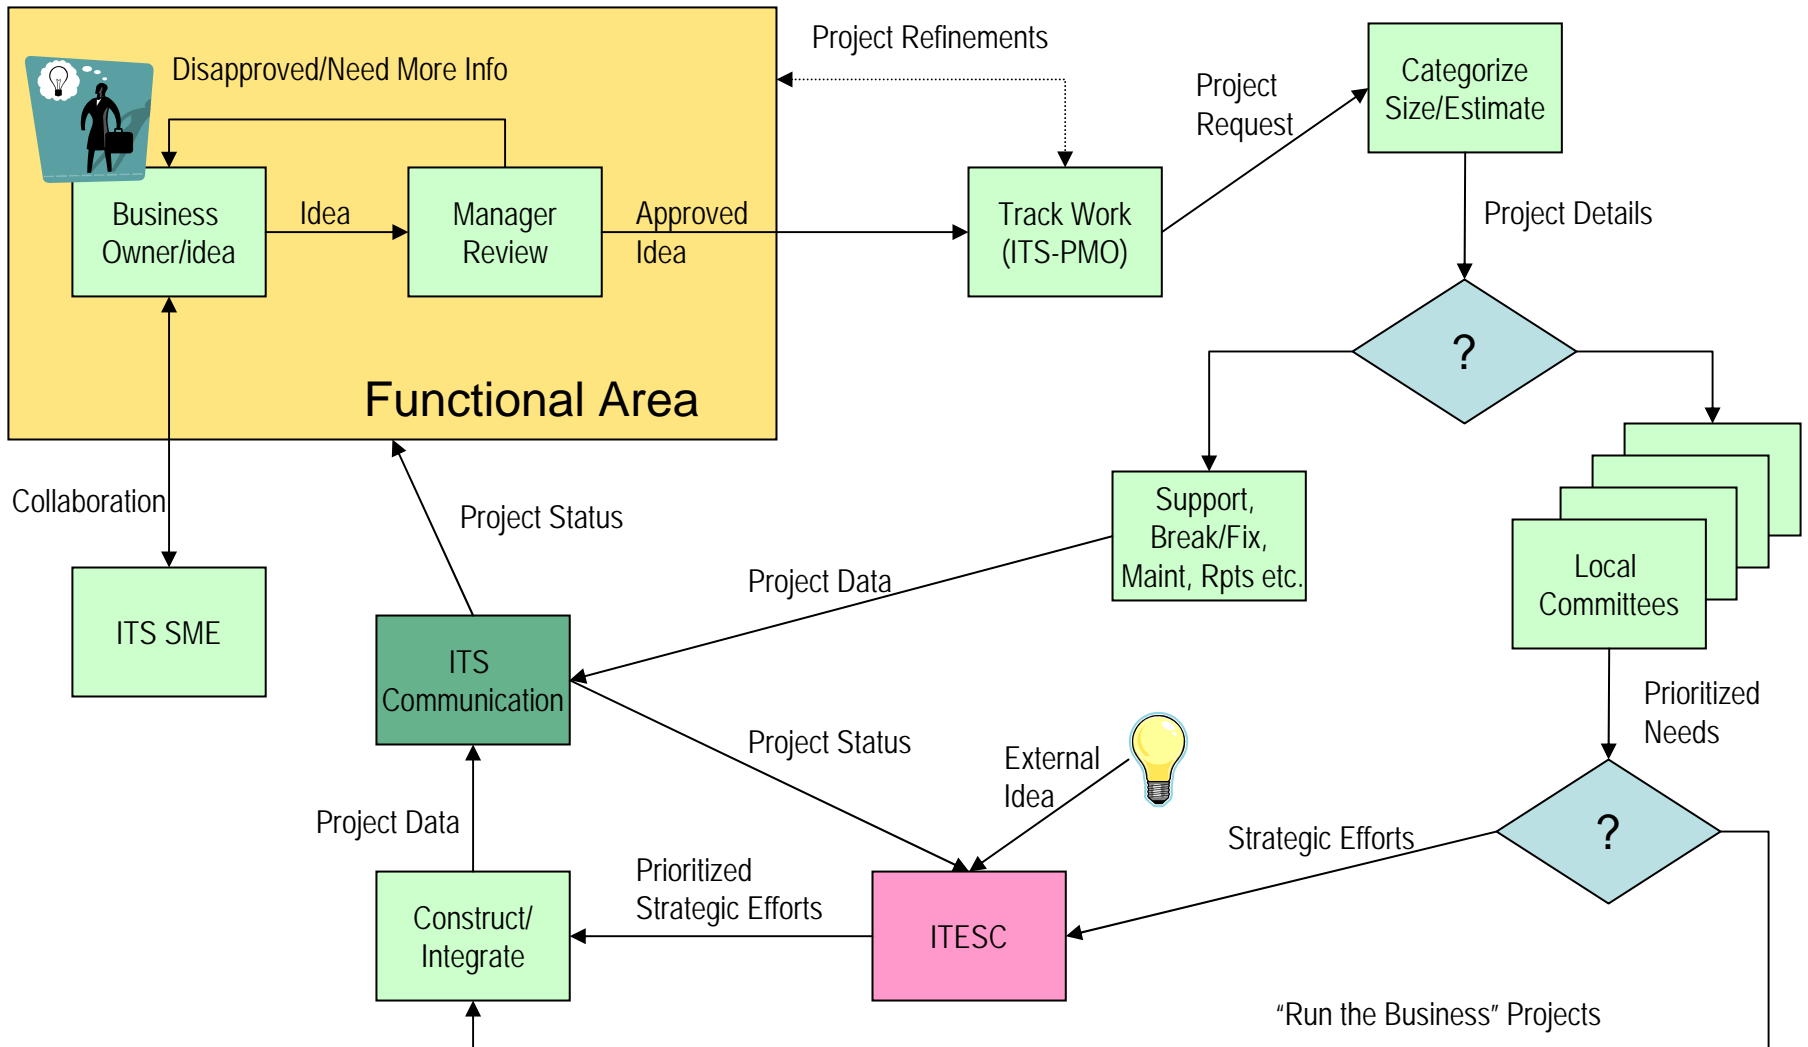 Project Refinements
Disapproved/Need More Info
Categorize
Size/Estimate
Project
Request
Business
Owner/idea
Idea
Manager
Review
Approved
Idea
Track Work
(ITS-PMO)
Project Details
?
Functional Area
Collaboration
Project Status
Support,
Break/Fix,
Maint, Rpts etc.
Local
Committees
Project Data
ITS SME
ITS
Communication
Prioritized
Needs
Project Status
External
Idea
Project Data
Strategic Efforts
?
Prioritized
Strategic Efforts
Construct/
Integrate
ITESC
“Run the Business” Projects